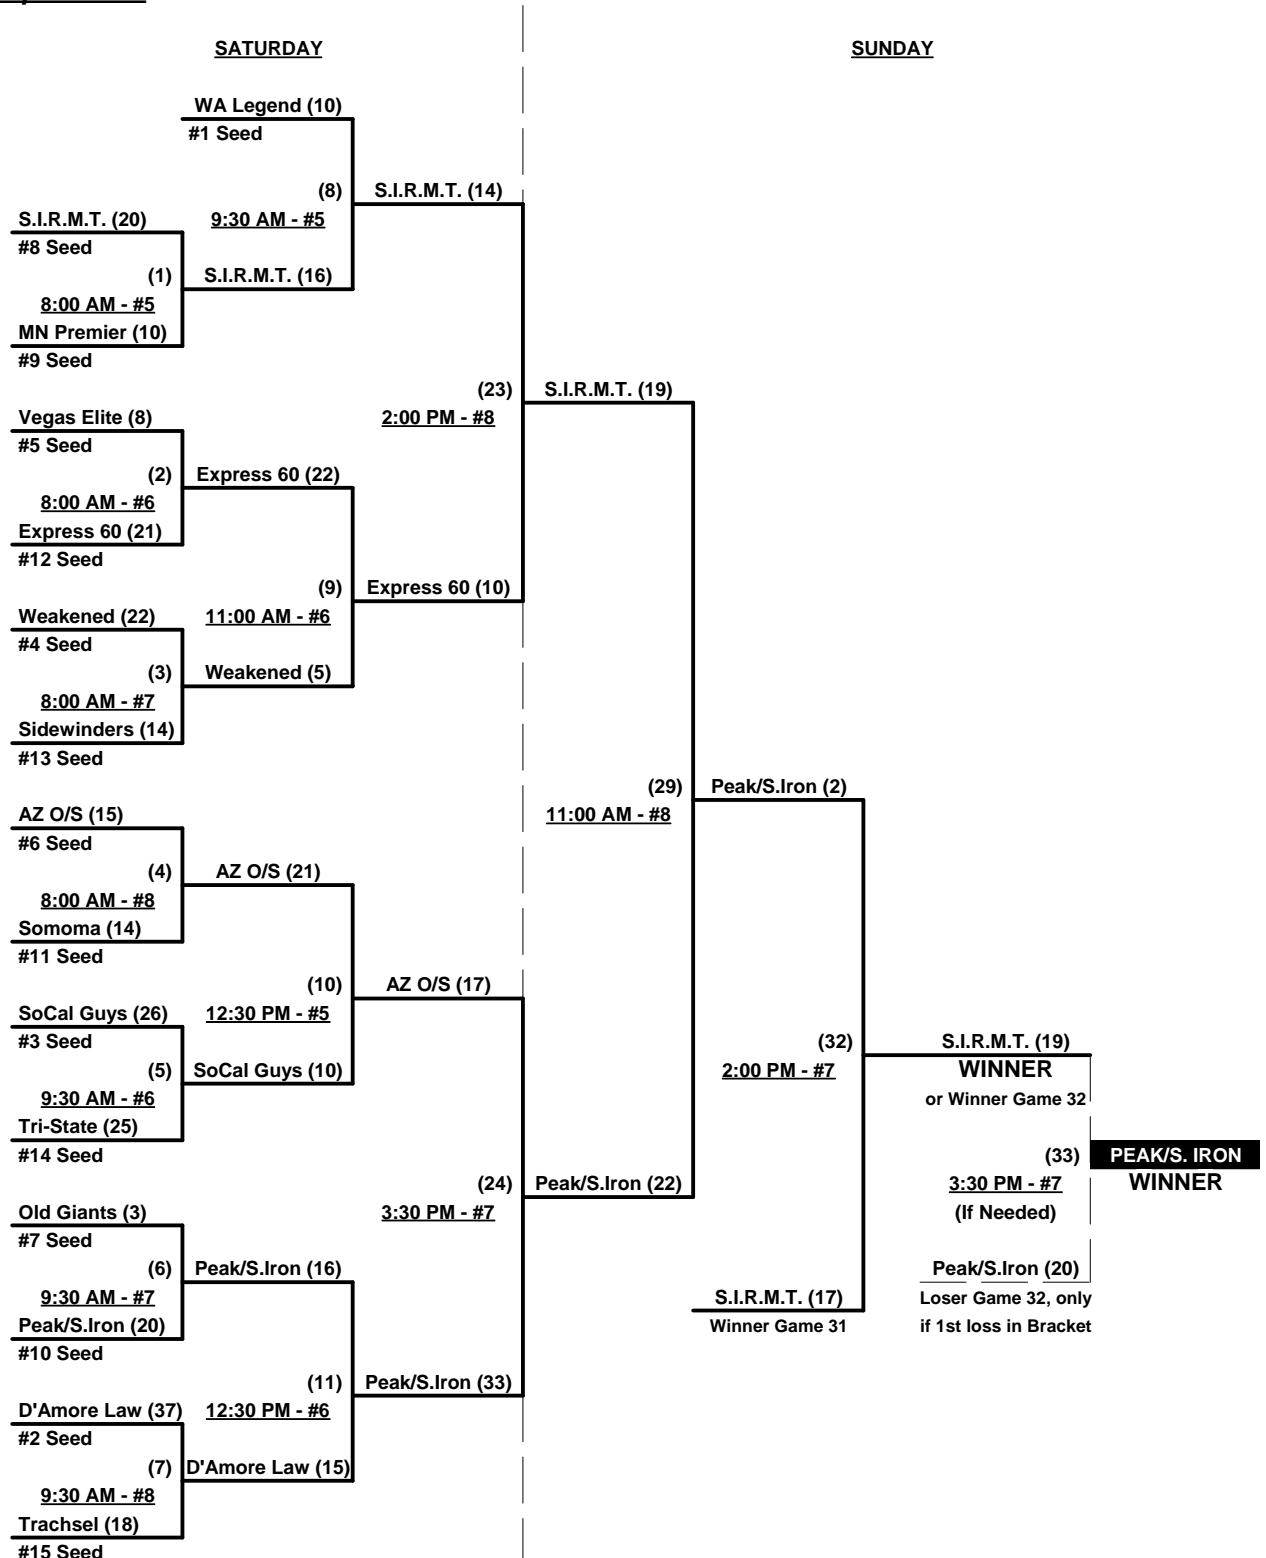 SATURDAY
SUNDAY
WA Legend (10)
#1 Seed
(8)
S.I.R.M.T. (14)
S.I.R.M.T. (20)
9:30 AM - #5
#8 Seed
(1)
S.I.R.M.T. (16)
8:00 AM - #5
MN Premier (10)
#9 Seed
(23)
S.I.R.M.T. (19)
Vegas Elite (8)
2:00 PM - #8
#5 Seed
(2)
Express 60 (22)
8:00 AM - #6
Express 60 (21)
#12 Seed
(9)
Express 60 (10)
Weakened (22)
11:00 AM - #6
#4 Seed
(3)
Weakened (5)
8:00 AM - #7
Sidewinders (14)
#13 Seed
(29)
Peak/S.Iron (2)
AZ O/S (15)
11:00 AM - #8
#6 Seed
(4)
AZ O/S (21)
8:00 AM - #8
Somoma (14)
#11 Seed
(10)
AZ O/S (17)
SoCal Guys (26)
12:30 PM - #5
#3 Seed
(32)
S.I.R.M.T. (19)
(5)
SoCal Guys (10)
2:00 PM - #7
WINNER
9:30 AM - #6
or Winner Game 32
Tri-State (25)
#14 Seed
(33)
PEAK/S. IRON
(24)
Peak/S.Iron (22)
3:30 PM - #7
WINNER
Old Giants (3)
3:30 PM - #7
(If Needed)
#7 Seed
(6)
Peak/S.Iron (16)
Peak/S.Iron (20)
9:30 AM - #7
S.I.R.M.T. (17)
Loser Game 32, only
Peak/S.Iron (20)
Winner Game 31
if 1st loss in Bracket
#10 Seed
(11)
Peak/S.Iron (33)
D'Amore Law (37)
12:30 PM - #6
#2 Seed
(7)
D'Amore Law (15)
9:30 AM - #8
Trachsel (18)
#15 Seed